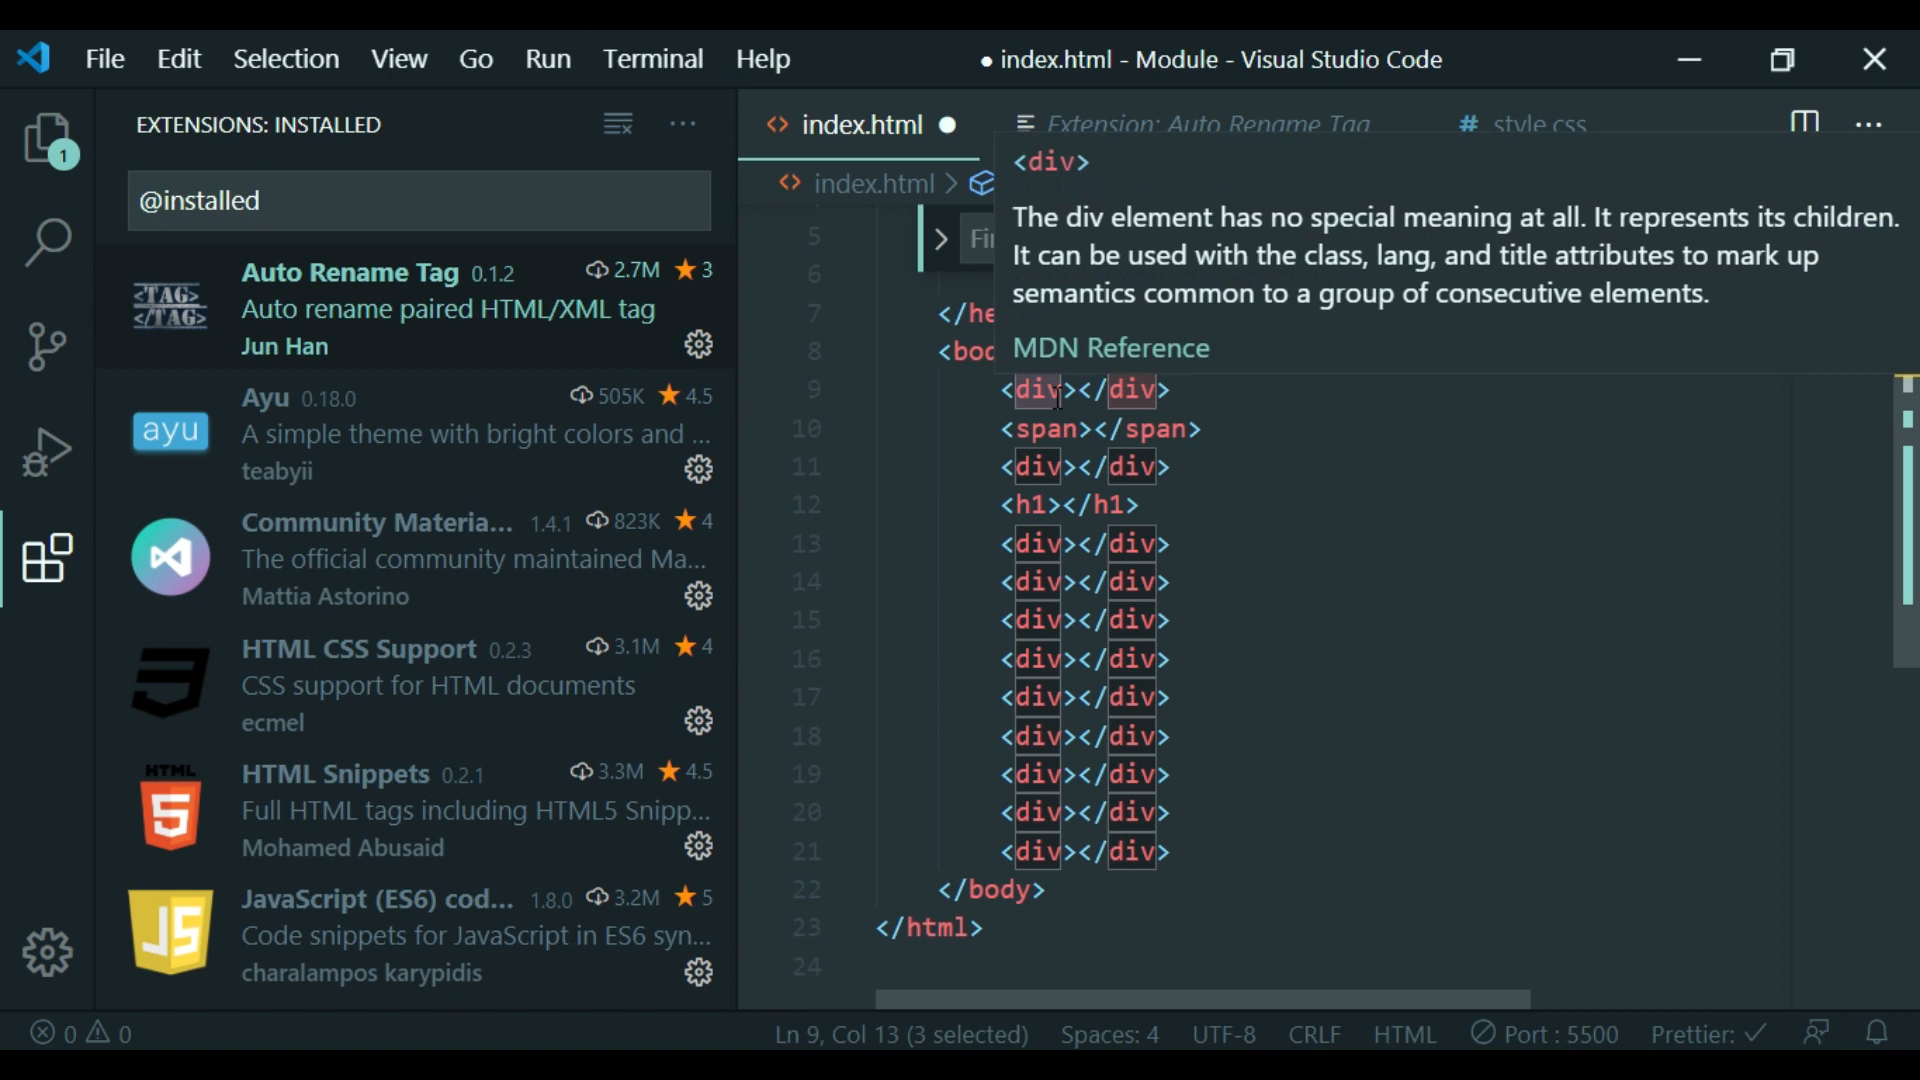 File Edit Selection View Go Run Terminal Help
● index.html - Module - Visual Studio Code
1
EXTENSIONS: INSTALLED
@installed
<TAG>
</TAG>
Auto Rename Tag 0.1.2 2.7M ★ 3
Auto rename paired HTML/XML tag
Jun Han
ayu
Ayu 0.18.0 505K ★ 4.5
A simple theme with bright colors and ...
teabyii
Community Materia... 1.4.1 823K ★ 4
The official community maintained Ma...
Mattia Astorino
HTML CSS Support 0.2.3 3.1M ★ 4
CSS support for HTML documents
ecmel
HTML
5
HTML Snippets 0.2.1 3.3M ★ 4.5
Full HTML tags including HTML5 Snipp...
Mohamed Abusaid
JS
JavaScript (ES6) cod... 1.8.0 3.2M ★ 5
Code snippets for JavaScript in ES6 syn...
charalampos karypidis
<> index.html ● Extension: Auto Rename Tag # style.css ...
<> index.html >
<div>
The div element has no special meaning at all. It represents its children.
It can be used with the class, lang, and title attributes to mark up
semantics common to a group of consecutive elements.
MDN Reference
5 > Fi
6
7 </he
8 <bod
9 <div></div>
10 <span></span>
11 <div></div>
12 <h1></h1>
13 <div></div>
14 <div></div>
15 <div></div>
16 <div></div>
17 <div></div>
18 <div></div>
19 <div></div>
20 <div></div>
21 <div></div>
22 </body>
23 </html>
24
0 0 Ln 9, Col 13 (3 selected) Spaces: 4 UTF-8 CRLF HTML Port : 5500 Prettier: ✓